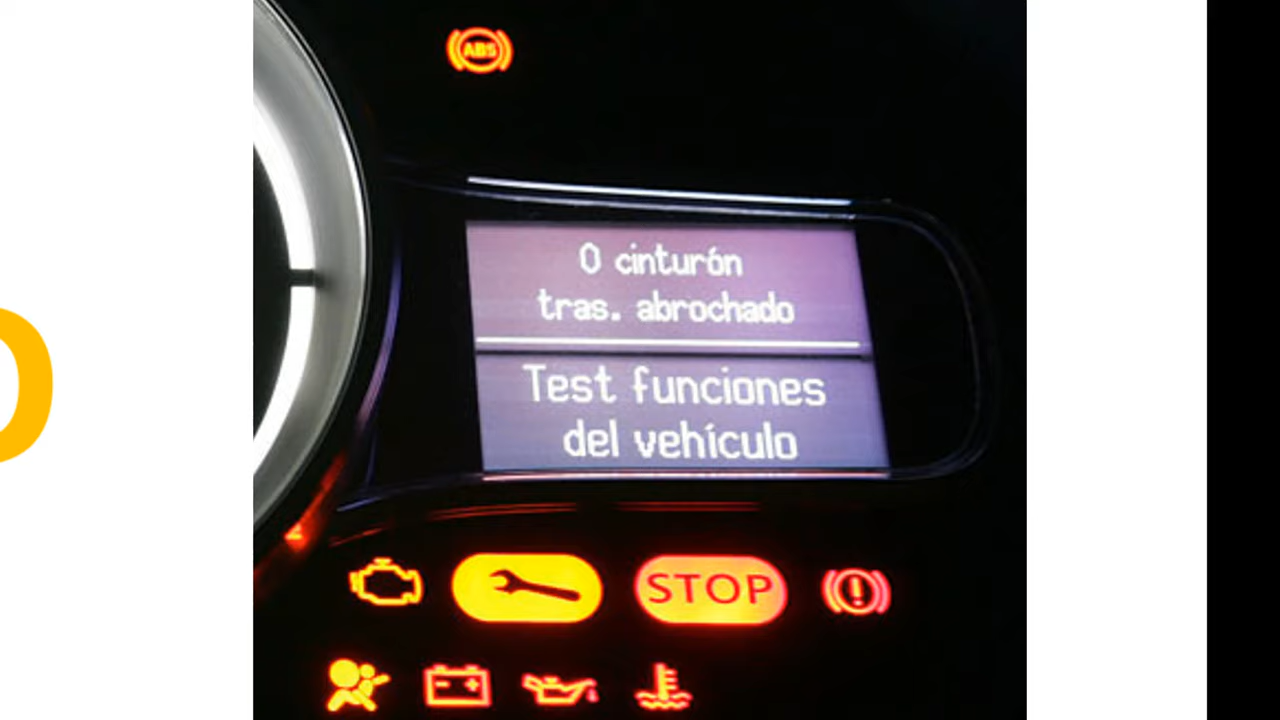 ABS
0 cinturón
tras. abrochado
Test funciones
del vehículo
STOP